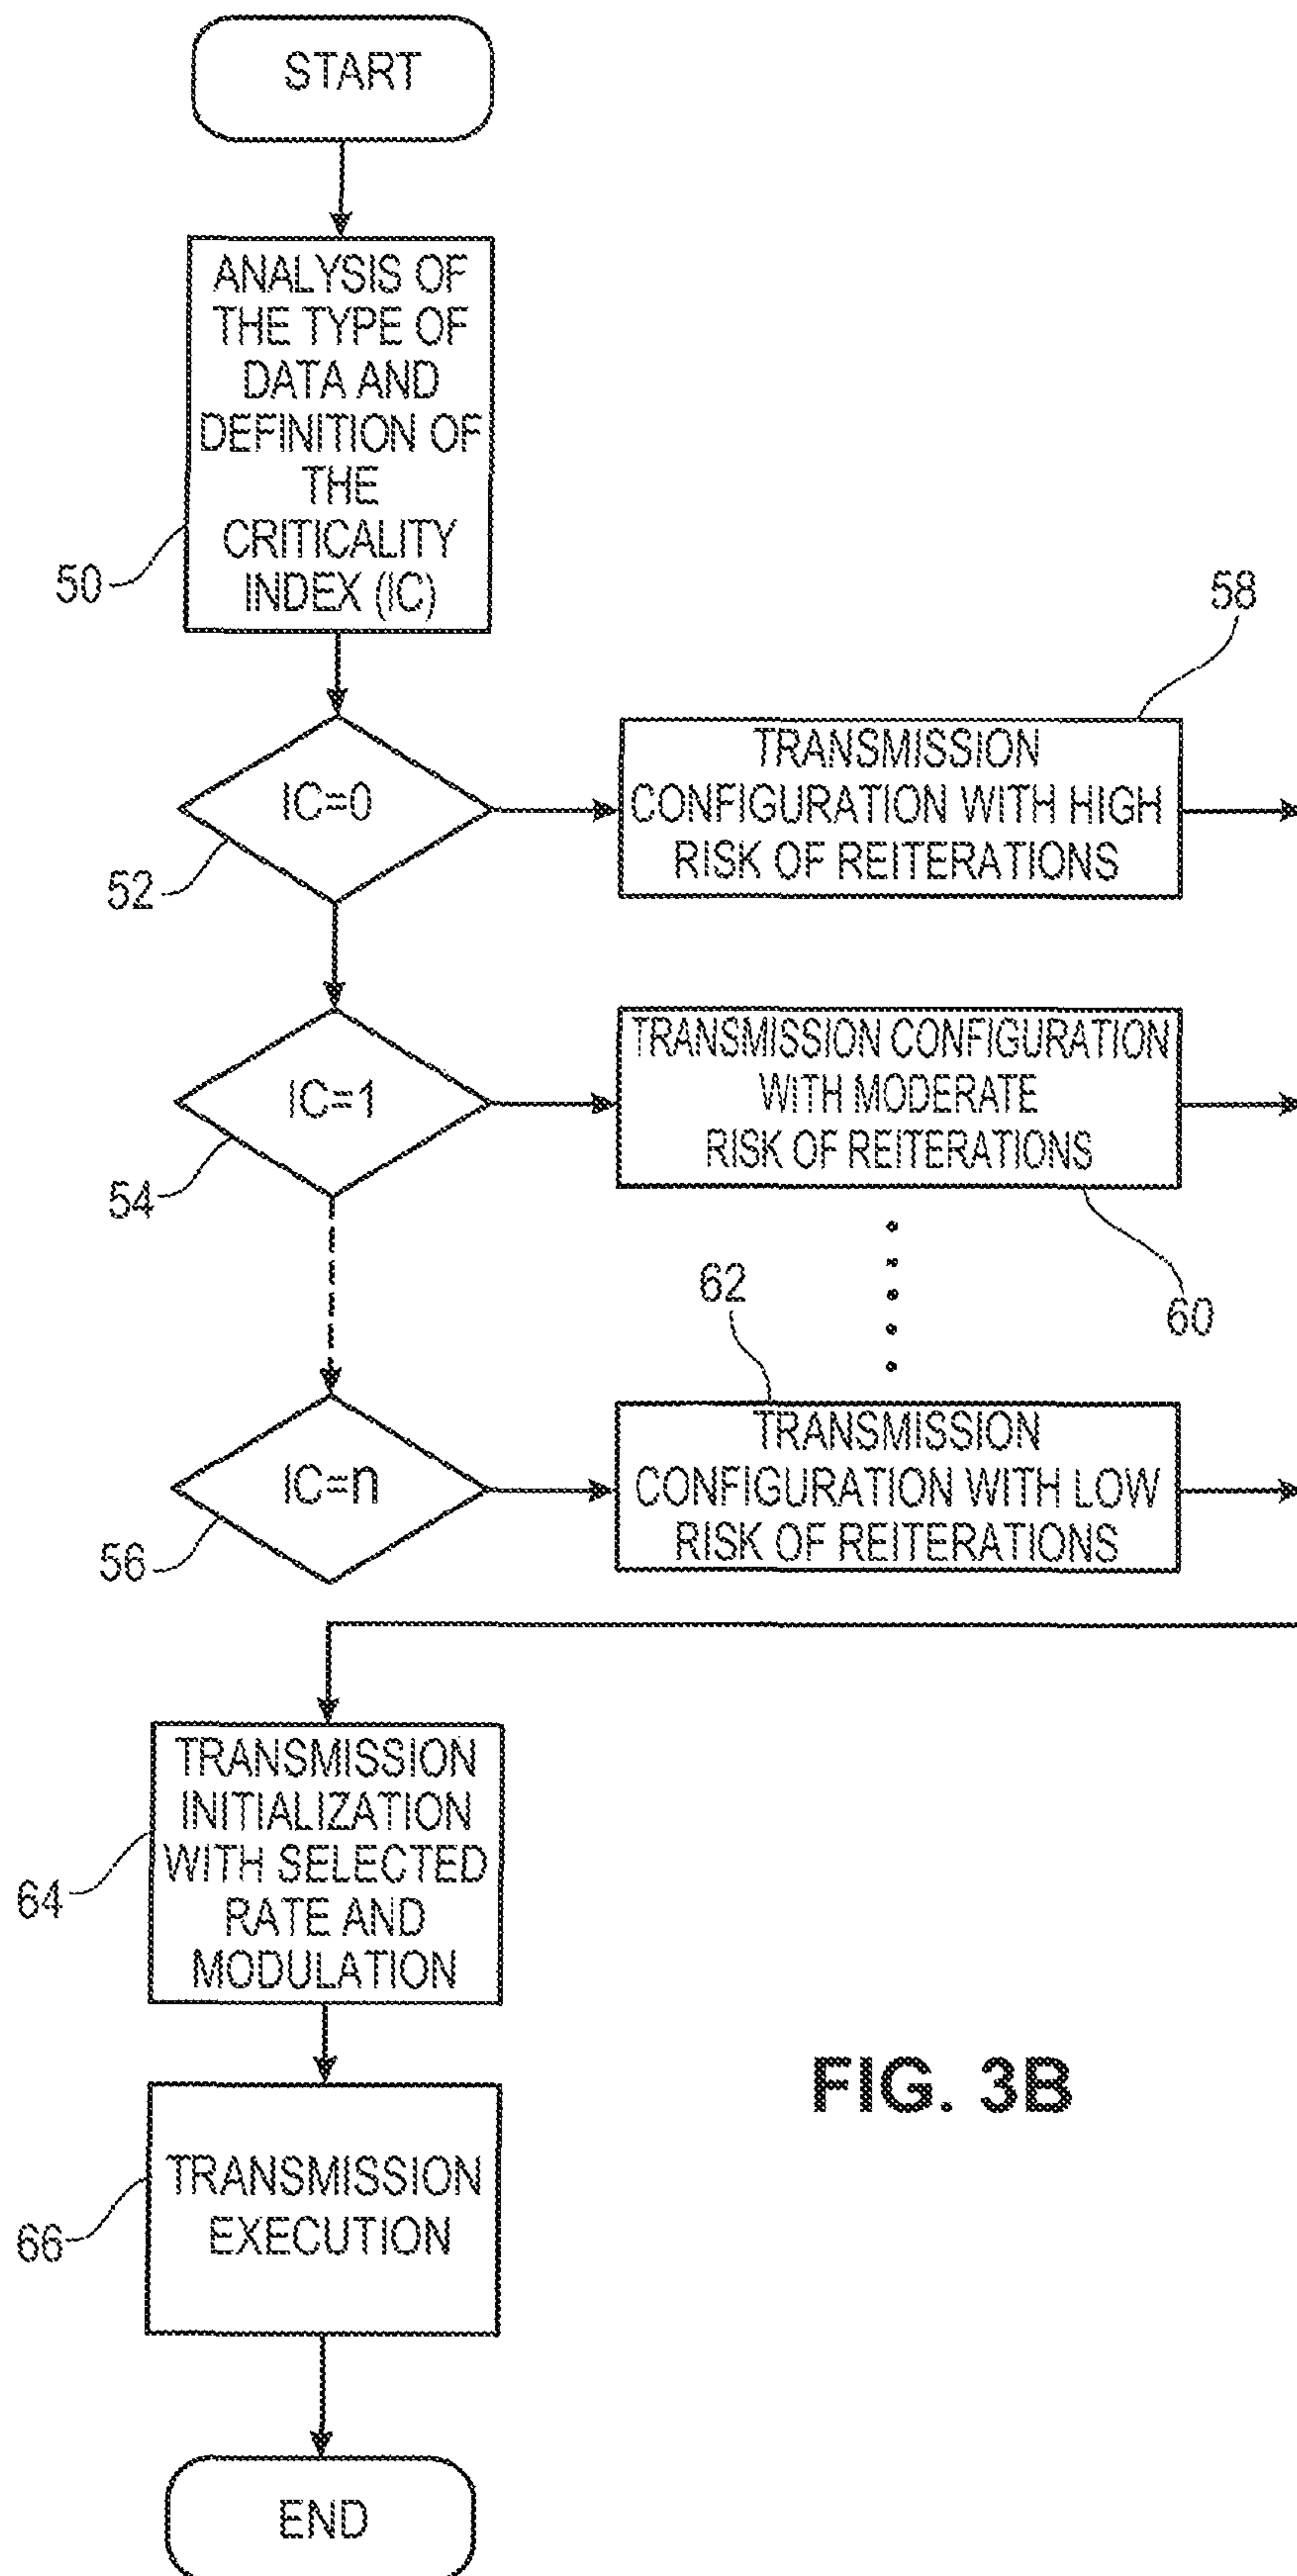 START
ANALYSIS OF
THE TYPE OF
DATA AND
DEFINITION OF
THE
CRITICALITY
INDEX (IC)
50
58
IC=0
52
TRANSMISSION
CONFIGURATION WITH HIGH
RISK OF REITERATIONS
IC=1
54
TRANSMISSION CONFIGURATION
WITH MODERATE
RISK OF REITERATIONS
60
62
IC=n
56
TRANSMISSION
CONFIGURATION WITH LOW
RISK OF REITERATIONS
TRANSMISSION
INITIALIZATION
WITH SELECTED
RATE AND
MODULATION
64
FIG. 3B
TRANSMISSION
EXECUTION
66
END